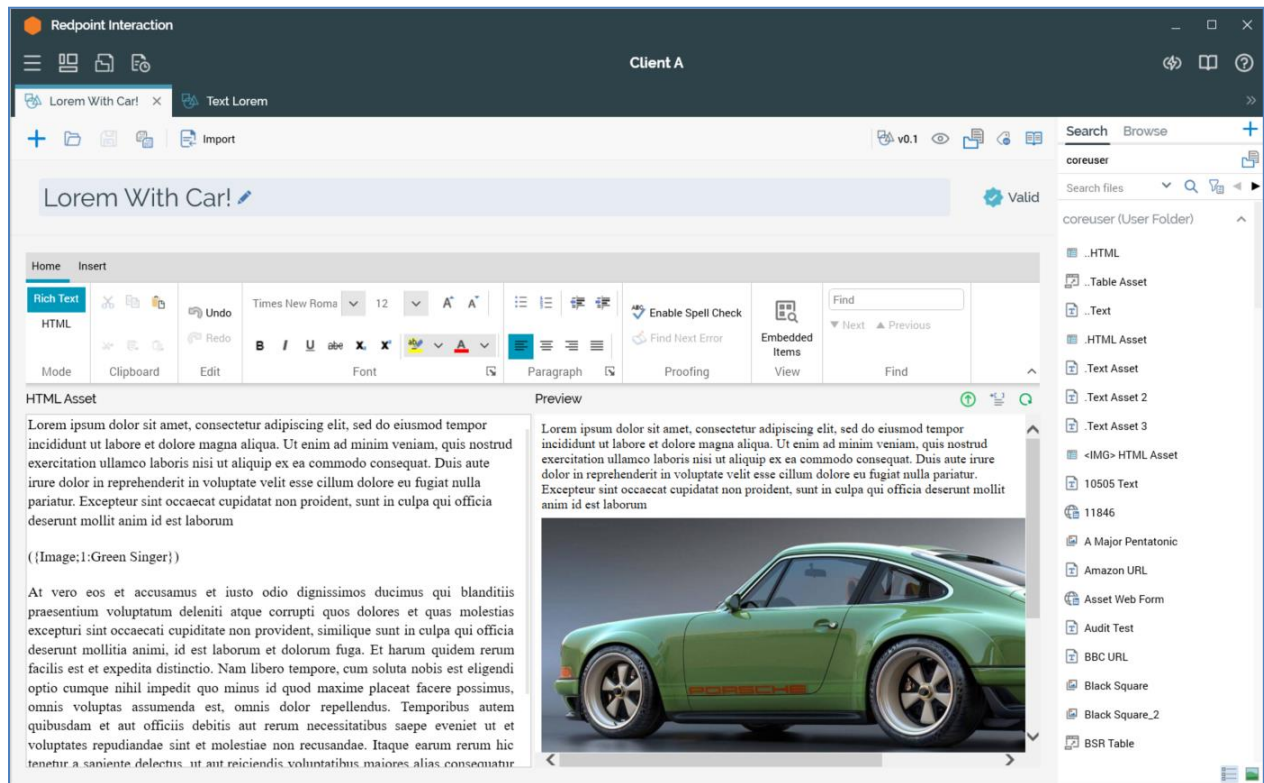 Redpoint Interaction
Client A
Lorem With Car!
Text Lorem
Import
v0.1
Lorem With Car!
Valid
Home Insert
Rich Text
HTML
Mode
Clipboard
Undo
Redo
Edit
Times New Roma 12
B I U abc X₂ X²
Font
Paragraph
Enable Spell Check
Find Next Error
Proofing
Embedded
Items
View
Find
Next Previous
Find
HTML Asset
Lorem ipsum dolor sit amet, consectetur adipiscing elit, sed do eiusmod tempor
incididunt ut labore et dolore magna aliqua. Ut enim ad minim veniam, quis nostrud
exercitation ullamco laboris nisi ut aliquip ex ea commodo consequat. Duis aute
irure dolor in reprehenderit in voluptate velit esse cillum dolore eu fugiat nulla
pariatur. Excepteur sint occaecat cupidatat non proident, sunt in culpa qui officia
deserunt mollit anim id est laborum
({Image;1:Green Singer})
At vero eos et accusamus et iusto odio dignissimos ducimus qui blanditiis
praesentium voluptatum deleniti atque corrupti quos dolores et quas molestias
excepturi sint occaecati cupiditate non provident, similique sunt in culpa qui officia
deserunt mollitia animi, id est laborum et dolorum fuga. Et harum quidem rerum
facilis est et expedita distinctio. Nam libero tempore, cum soluta nobis est eligendi
optio cumque nihil impedit quo minus id quod maxime placeat facere possimus,
omnis voluptas assumenda est, omnis dolor repellendus. Temporibus autem
quibusdam et aut officiis debitis aut rerum necessitatibus saepe eveniet ut et
voluptates repudiandae sint et molestiae non recusandae. Itaque earum rerum hic
tenetur a sapiente delectus, ut aut reiciendis voluptatibus maiores alias consequatur
Preview
Lorem ipsum dolor sit amet, consectetur adipiscing elit, sed do eiusmod tempor
incididunt ut labore et dolore magna aliqua. Ut enim ad minim veniam, quis nostrud
exercitation ullamco laboris nisi ut aliquip ex ea commodo consequat. Duis aute irure
dolor in reprehenderit in voluptate velit esse cillum dolore eu fugiat nulla pariatur.
Excepteur sint occaecat cupidatat non proident, sunt in culpa qui officia deserunt mollit
anim id est laborum
PORSCHE
Search Browse
coreuser
Search files
coreuser (User Folder)
..HTML
..Table Asset
..Text
.HTML Asset
.Text Asset
.Text Asset 2
.Text Asset 3
<IMG> HTML Asset
10505 Text
11846
A Major Pentatonic
Amazon URL
Asset Web Form
Audit Test
BBC URL
Black Square
Black Square_2
BSR Table